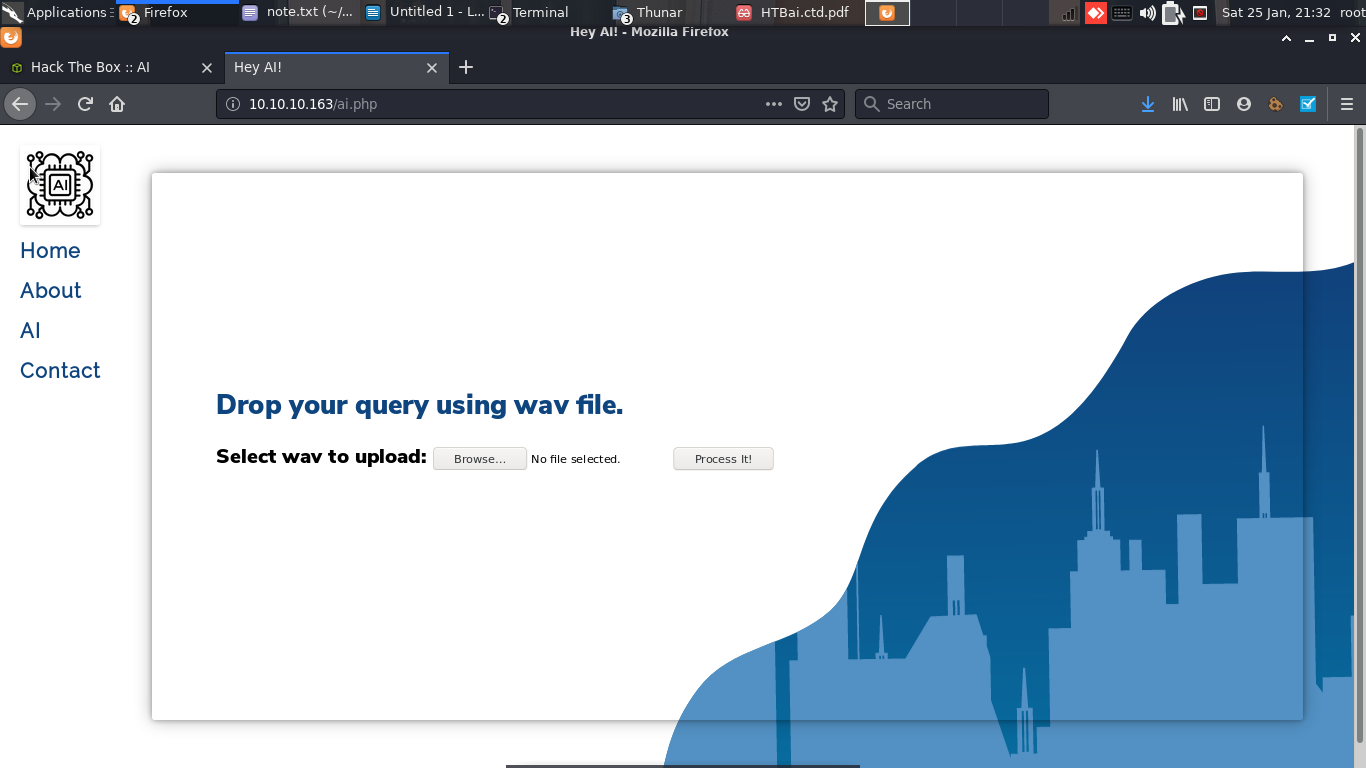 Applications Firefox note.txt (~/... Untitled 1 - L... Terminal Thunar HTBai.ctd.pdf Sat 25 Jan, 21:32 root
2 2 3
Hey AI! - Mozilla Firefox
Hack The Box :: AI Hey AI!
10.10.10.163/ai.php Search
AI
Home
About
AI
Contact
Drop your query using wav file.
Select wav to upload: Browse... No file selected. Process It!